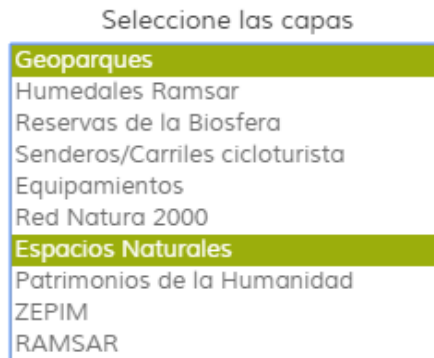 Seleccione las capas
Geoparques
Humedales Ramsar
Reservas de la Biosfera
Senderos/Carriles cicloturista
Equipamientos
Red Natura 2000
Espacios Naturales
Patrimonios de la Humanidad
ZEPIM
RAMSAR